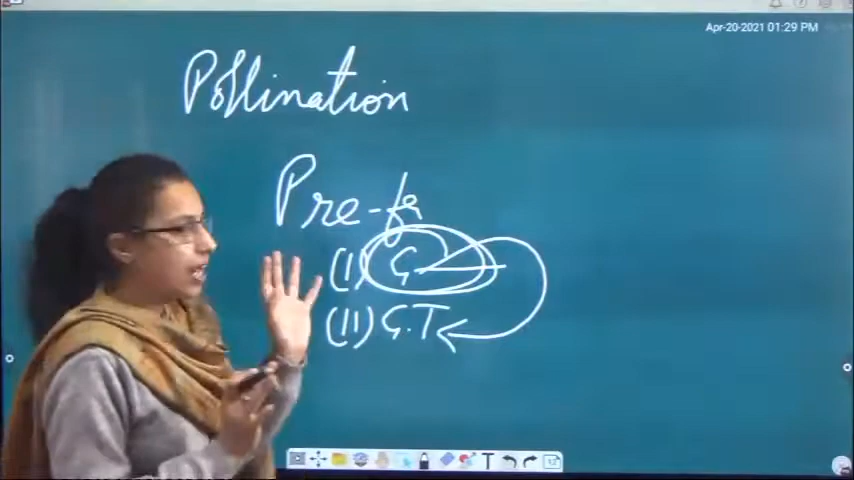 Apr-20-2021 01:29 PM
Pollination
Pre-fe
(I) G
(II) G.T